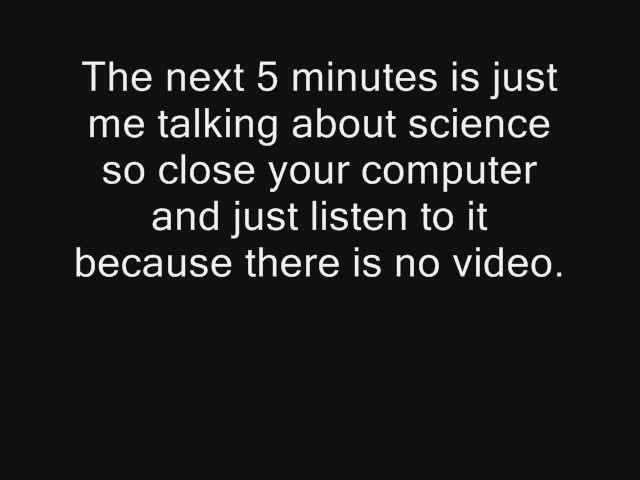 The next 5 minutes is just
me talking about science
so close your computer
and just listen to it
because there is no video.